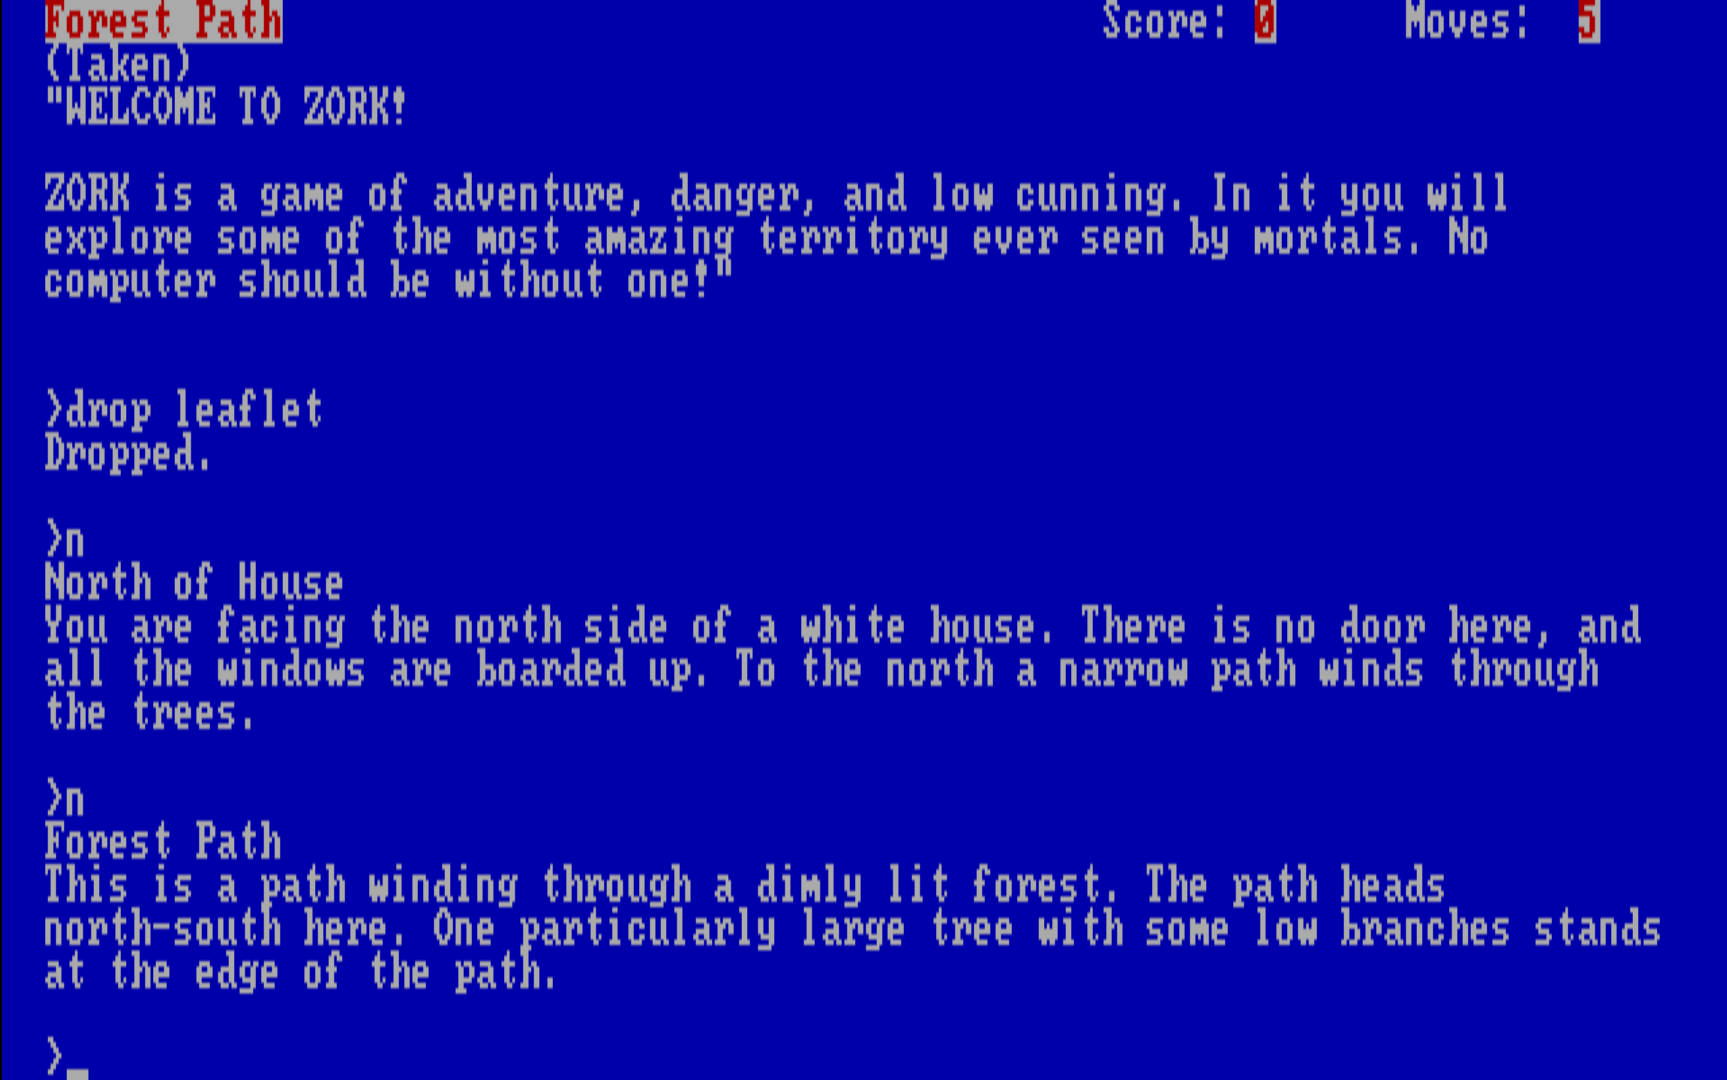 Forest Path Score: 0 Moves: 5
(Taken)
"WELCOME TO ZORK!
ZORK is a game of adventure, danger, and low cunning. In it you will
explore some of the most amazing territory ever seen by mortals. No
computer should be without one!"
>drop leaflet
Dropped.
>n
North of House
You are facing the north side of a white house. There is no door here, and
all the windows are boarded up. To the north a narrow path winds through
the trees.
>n
Forest Path
This is a path winding through a dimly lit forest. The path heads
north-south here. One particularly large tree with some low branches stands
at the edge of the path.
>